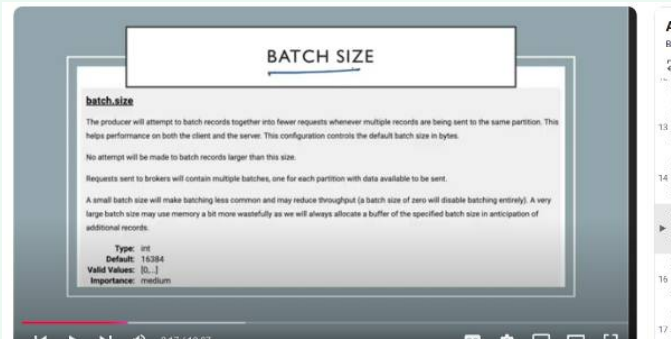 BATCH SIZE
batch.size
The producer will attempt to batch records together into fewer requests whenever multiple records are being sent to the same partition. This
helps performance on both the client and the server. This configuration controls the default batch size in bytes.
No attempt will be made to batch records larger than this size.
Requests sent to brokers will contain multiple batches, one for each partition with data available to be sent.
A small batch size will make batching less common and may reduce throughput (a batch size of zero will disable batching entirely). A very
large batch size may use memory a bit more wastefully as we will always allocate a buffer of the specified batch size in anticipation of
additional records.
Type: int
Default: 16384
Valid Values: [0,...]
Importance: medium
13
14
16
17